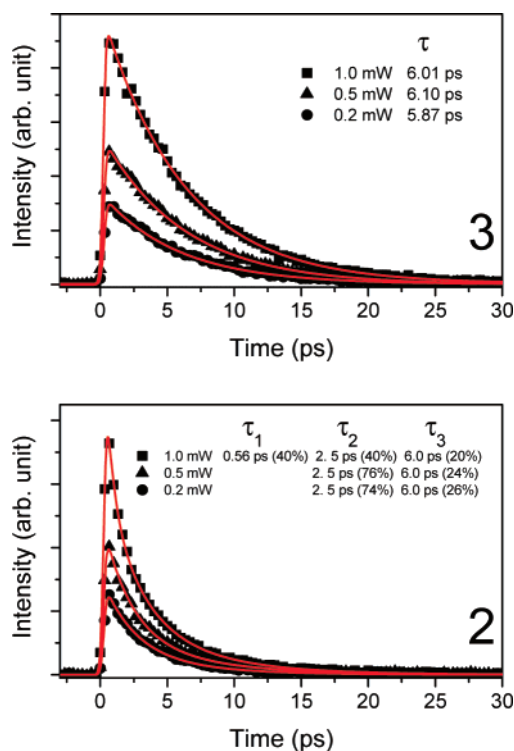 τ
1.0 mW 6.01 ps
0.5 mW 6.10 ps
0.2 mW 5.87 ps
3
Intensity (arb. unit)
0 5 10 15 20 25 30
Time (ps)
τ1 τ2 τ3
1.0 mW 0.56 ps (40%) 2. 5 ps (40%) 6.0 ps (20%)
0.5 mW 2. 5 ps (76%) 6.0 ps (24%)
0.2 mW 2. 5 ps (74%) 6.0 ps (26%)
2
Intensity (arb. unit)
0 5 10 15 20 25 30
Time (ps)